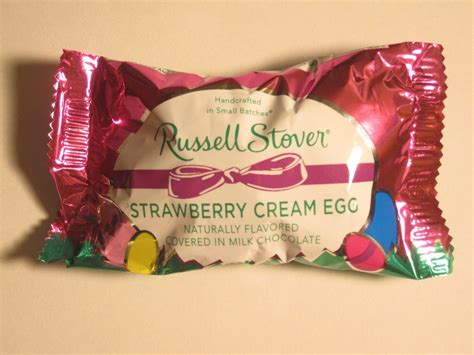 Handcrafted
in Small Batches®
Russell Stover®
STRAWBERRY CREAM EGG
NATURALLY FLAVORED
COVERED IN MILK CHOCOLATE